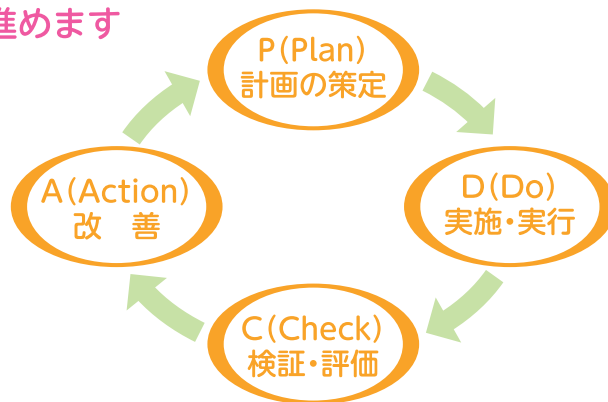 進めます
P(Plan)
計画の策定
D(Do)
実施・実行
C(Check)
検証・評価
A(Action)
改　善